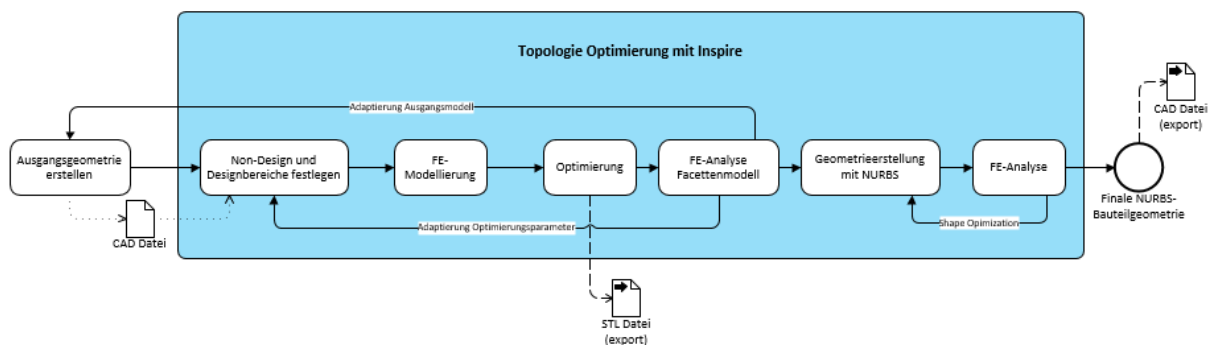 Topologie Optimierung mit Inspire
Adaptierung Ausgangsmodell
Ausgangsgeometrie
erstellen
Non-Design und
Designbereiche festlegen
FE-
Modellierung
Optimierung
FE-Analyse
Facettenmodell
Geometrieerstellung
mit NURBS
FE-Analyse
CAD Datei
(export)
Finale NURBS-
Bauteilgeometrie
CAD Datei
Adaptierung Optimierungsparameter
Shape Opimization
STL Datei
(export)